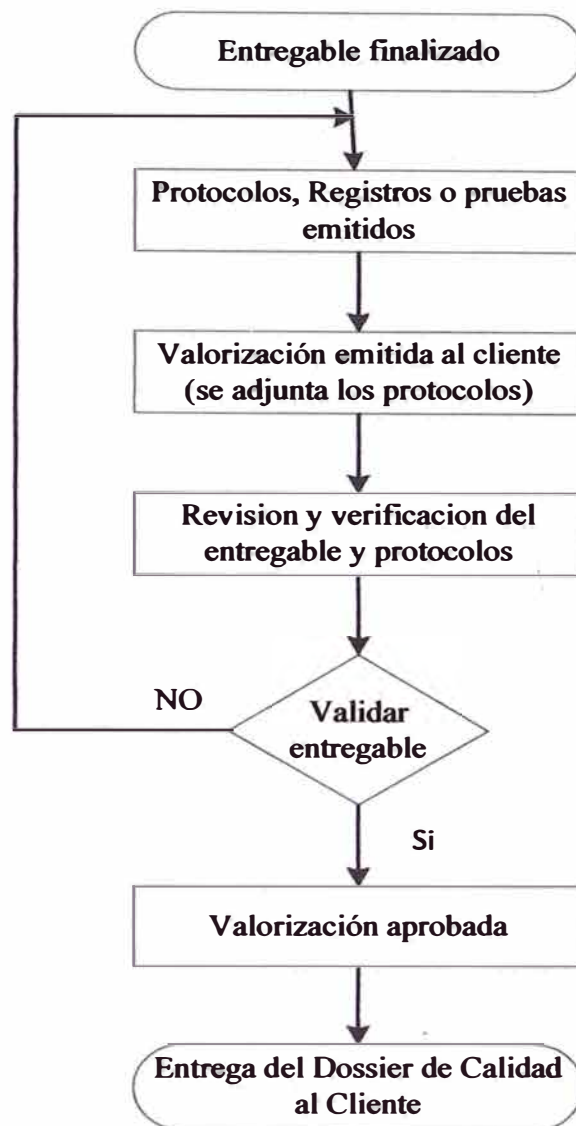 Entregable finalizado
Protocolos, Registros o pruebas
emitidos
Valorización emitida al cliente
(se adjunta los protocolos)
Revision y verificacion del
entregable y protocolos
NO
Validar
entregable
Si
Valorización aprobada
Entrega del Dossier de Calidad
al Cliente